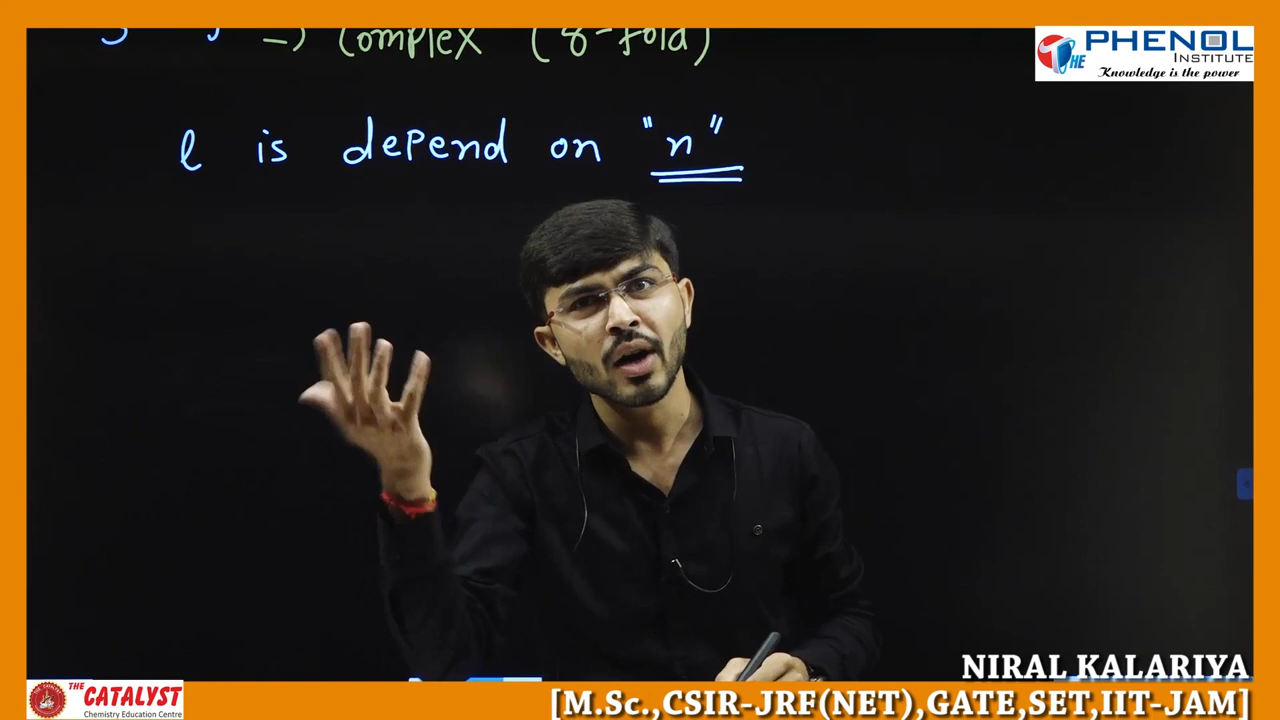 → Complex (8-fold)
l is depend on "n"
THE PHENOL
INSTITUTE
Knowledge is the power
NIRAL KALARIYA
[M.Sc.,CSIR-JRF(NET),GATE,SET,IIT-JAM]
THE CATALYST
Chemistry Education Centre